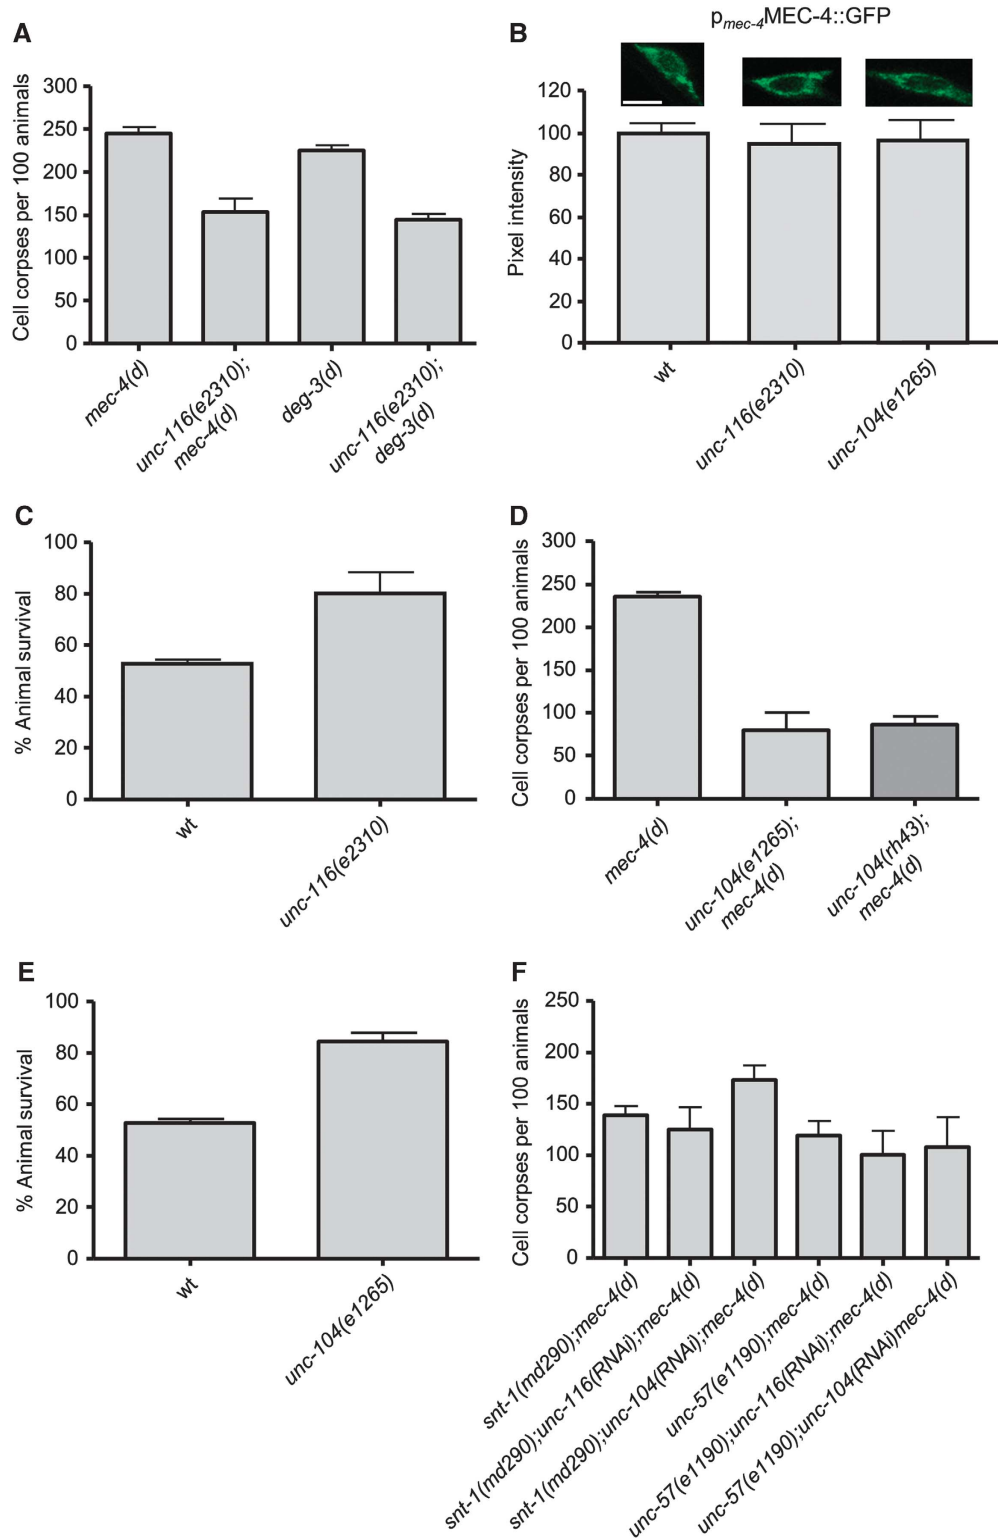 A
Cell corpses per 100 animals
300
250
200
150
100
50
0
mec-4(d)
unc-116(e2310);
mec-4(d)
deg-3(d)
unc-116(e2310);
deg-3(d)
B
pmec-4MEC-4::GFP
Pixel intensity
120
100
80
60
40
20
0
wt
unc-116(e2310)
unc-104(e1265)
C
% Animal survival
100
80
60
40
20
0
wt
unc-116(e2310)
D
Cell corpses per 100 animals
300
250
200
150
100
50
0
mec-4(d)
unc-104(e1265);
mec-4(d)
unc-104(rh43);
mec-4(d)
E
% Animal survival
100
80
60
40
20
0
wt
unc-104(e1265)
F
Cell corpses per 100 animals
250
200
150
100
50
0
snt-1(md290);mec-4(d)
snt-1(md290);unc-116(RNAi);mec-4(d)
snt-1(md290);unc-104(RNAi);mec-4(d)
unc-57(e1190);mec-4(d)
unc-57(e1190);unc-116(RNAi);mec-4(d)
unc-57(e1190);unc-104(RNAi)mec-4(d)